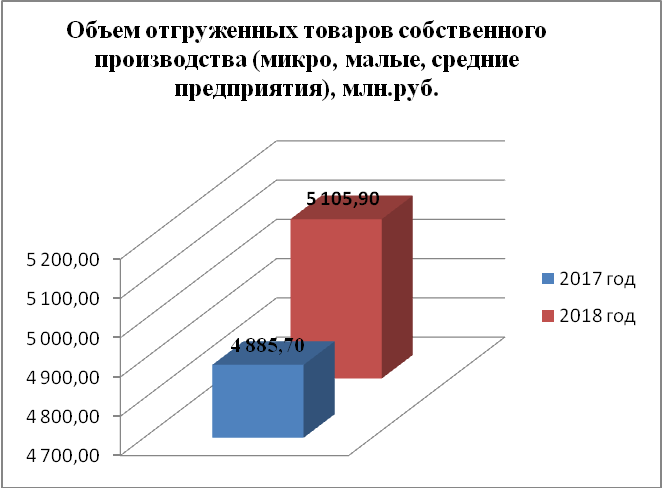 Объем отгруженных товаров собственного
производства (микро, малые, средние
предприятия), млн.руб.
5 105,90
5 200,00
5 100,00
5 000,00
4 900,00
4 800,00
4 700,00
4 885,70
2017 год
2018 год